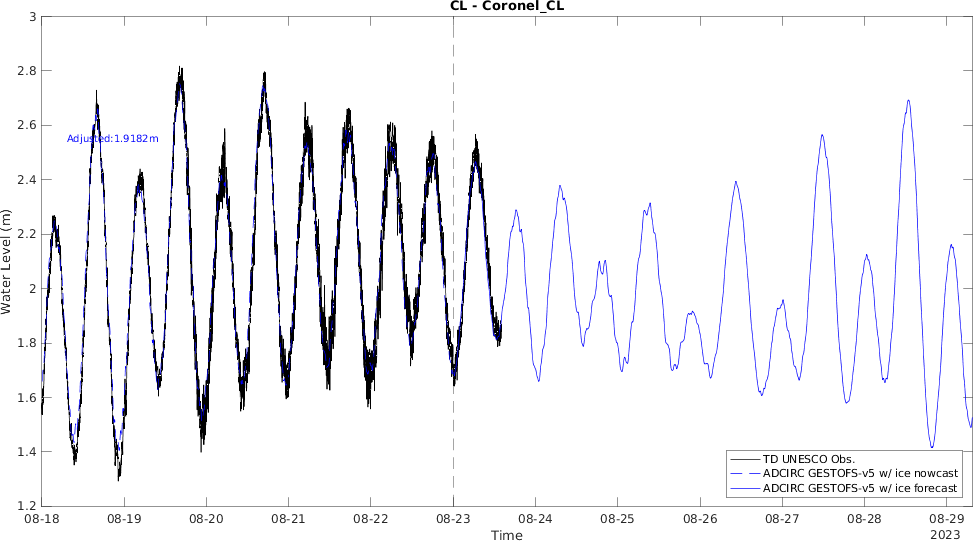 CL - Coronel_CL
3
2.8
2.6
2.4
2.2
2
1.8
1.6
1.4
1.2
Water Level (m)
Adjusted:1.9182m
TD UNESCO Obs.
ADCIRC GESTOFS-v5 w/ ice nowcast
ADCIRC GESTOFS-v5 w/ ice forecast
08-18 08-19 08-20 08-21 08-22 08-23 08-24 08-25 08-26 08-27 08-28 08-29
Time
2023